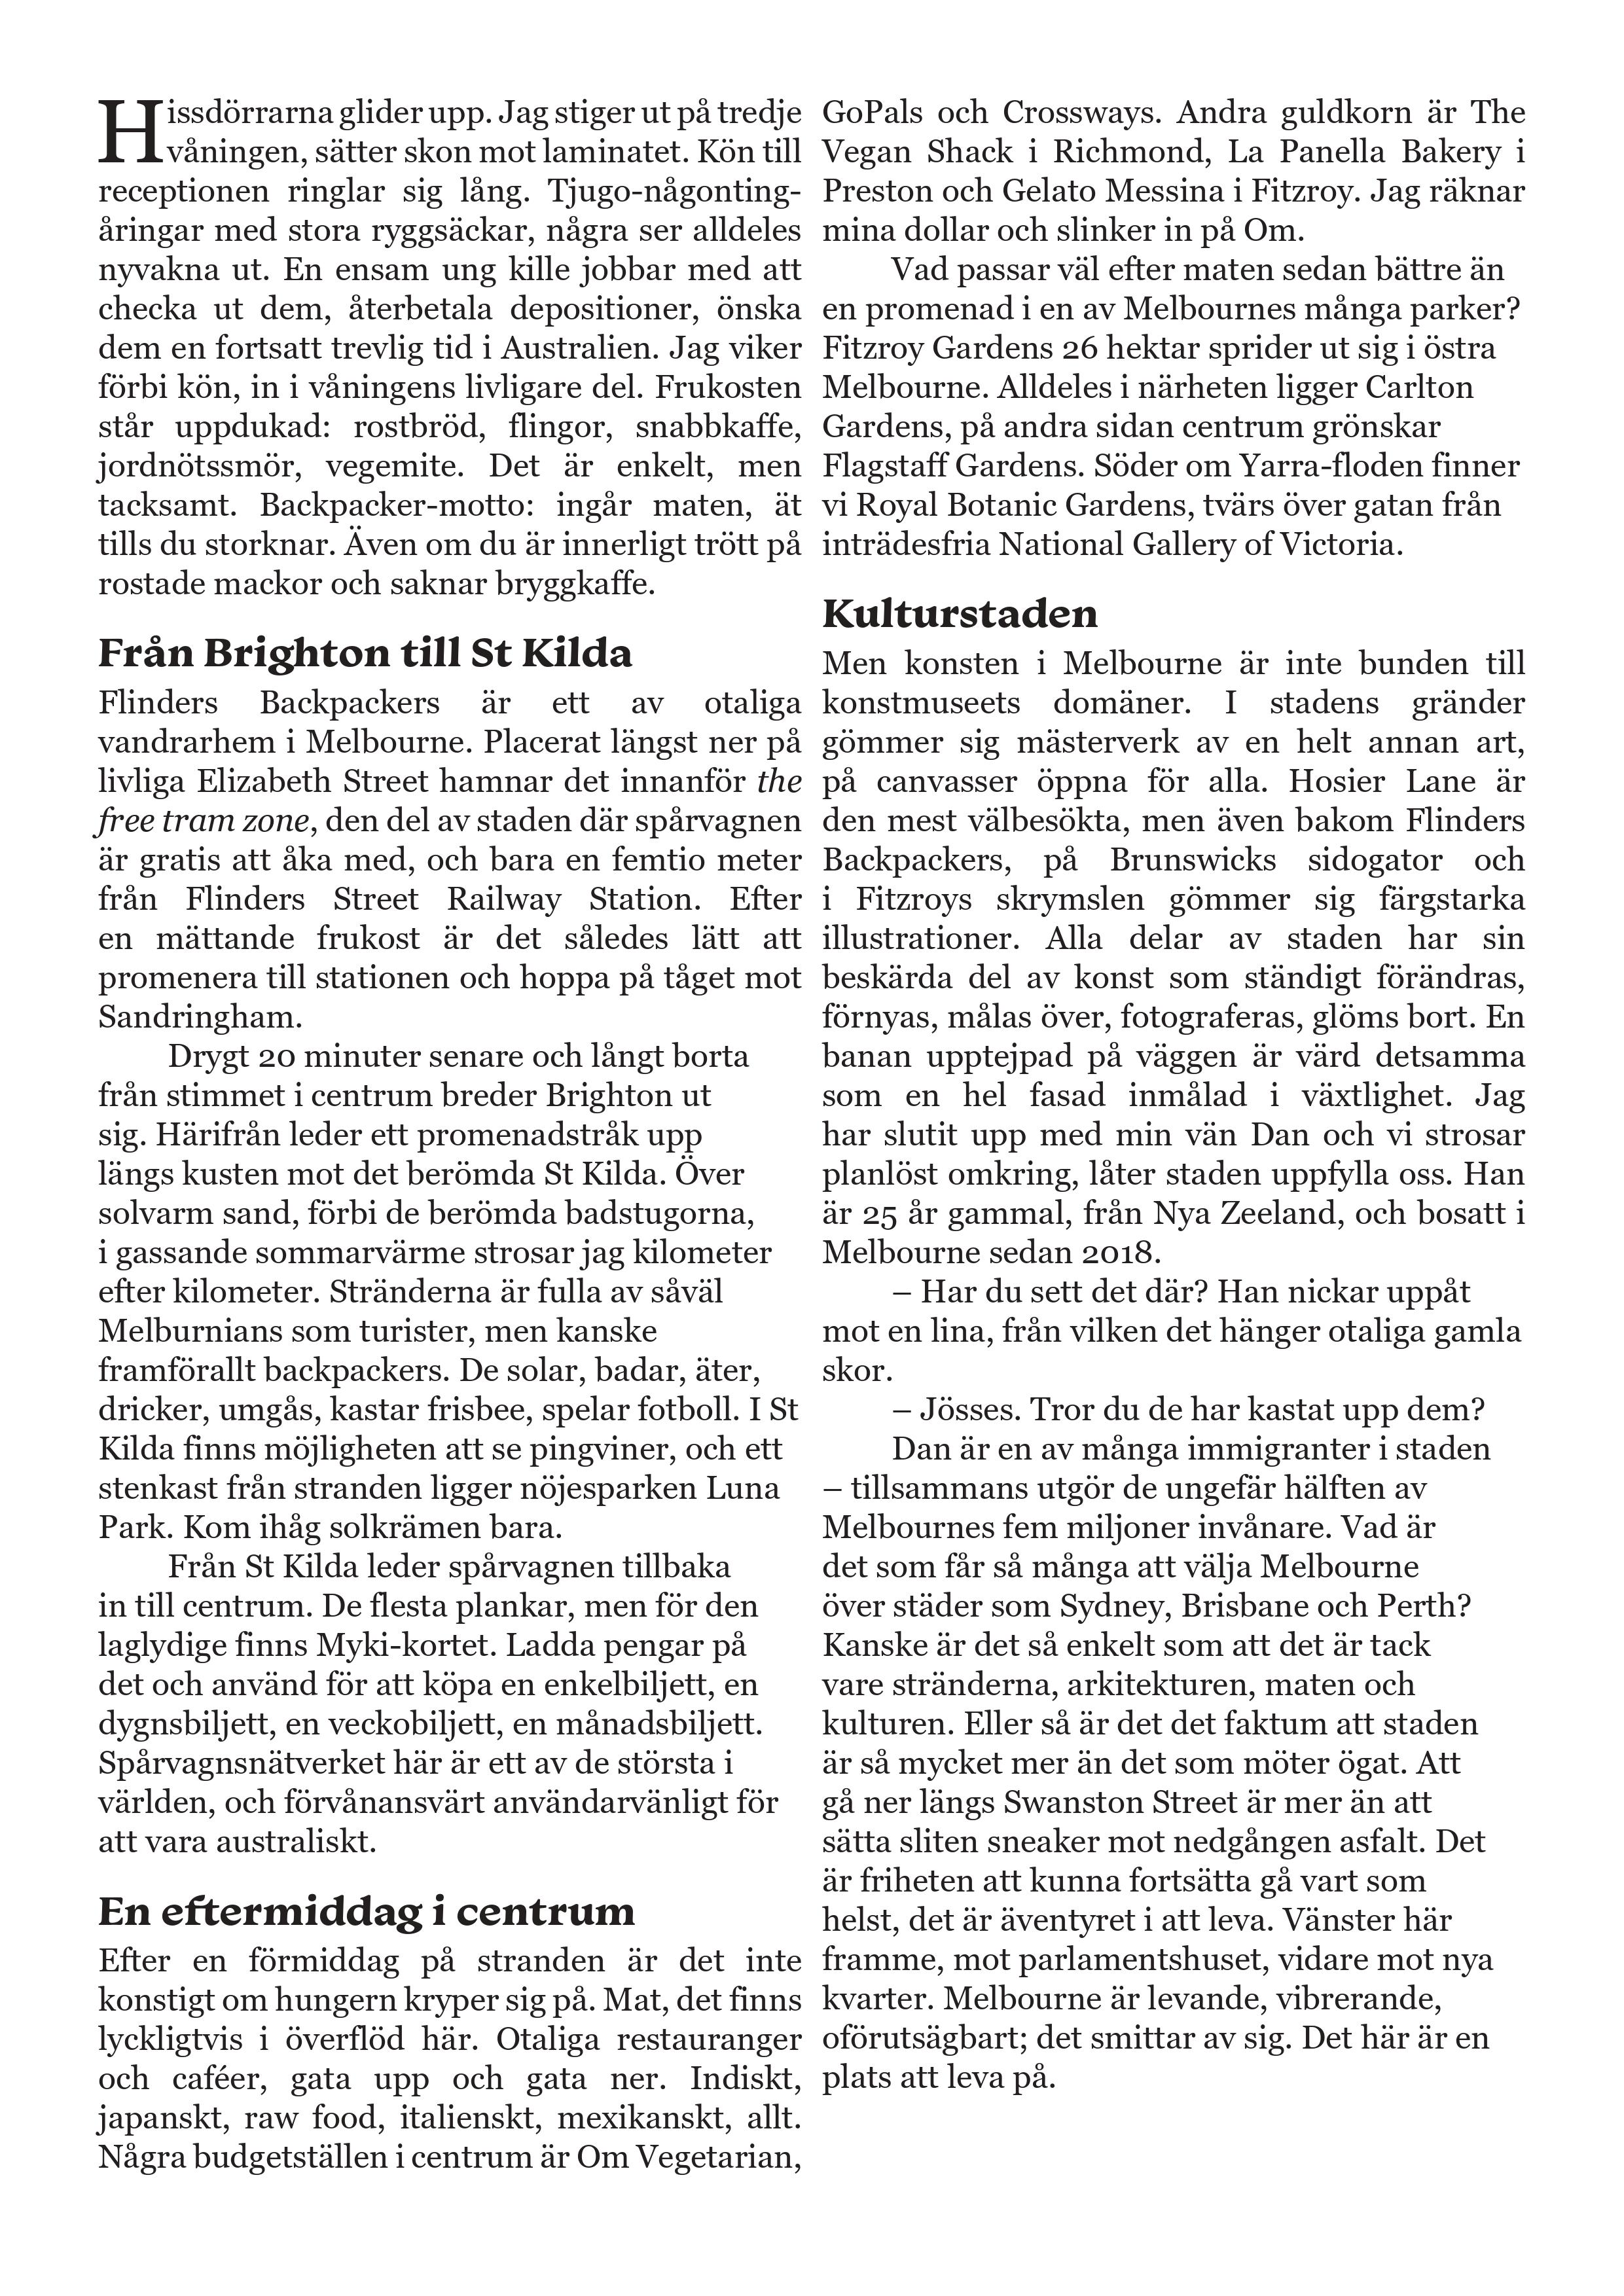 Hissdörrarna glider upp. Jag stiger ut på tredje
våningen, sätter skon mot laminatet. Kön till
receptionen ringlar sig lång. Tjugo-någonting-
åringar med stora ryggsäckar, några ser alldeles
nyvakna ut. En ensam ung kille jobbar med att
checka ut dem, återbetala depositioner, önska
dem en fortsatt trevlig tid i Australien. Jag viker
förbi kön, in i våningens livligare del. Frukosten
står uppdukad: rostbröd, flingor, snabbkaffe,
jordnötssmör, vegemite. Det är enkelt, men
tacksamt. Backpacker-motto: ingår maten, ät
tills du storknar. Även om du är innerligt trött på
rostade mackor och saknar bryggkaffe.
Från Brighton till St Kilda
Flinders Backpackers är ett av otaliga
vandrarhem i Melbourne. Placerat längst ner på
livliga Elizabeth Street hamnar det innanför the
free tram zone, den del av staden där spårvagnen
är gratis att åka med, och bara en femtio meter
från Flinders Street Railway Station. Efter
en mättande frukost är det således lätt att
promenera till stationen och hoppa på tåget mot
Sandringham.
Drygt 20 minuter senare och långt borta
från stimmet i centrum breder Brighton ut
sig. Härifrån leder ett promenadstråk upp
längs kusten mot det berömda St Kilda. Över
solvarm sand, förbi de berömda badstugorna,
i gassande sommarvärme strosar jag kilometer
efter kilometer. Stränderna är fulla av såväl
Melburnians som turister, men kanske
framförallt backpackers. De solar, badar, äter,
dricker, umgås, kastar frisbee, spelar fotboll. I St
Kilda finns möjligheten att se pingviner, och ett
stenkast från stranden ligger nöjesparken Luna
Park. Kom ihåg solkrämen bara.
Från St Kilda leder spårvagnen tillbaka
in till centrum. De flesta plankar, men för den
laglydige finns Myki-kortet. Ladda pengar på
det och använd för att köpa en enkelbiljett, en
dygnsbiljett, en veckobiljett, en månadsbiljett.
Spårvagnsnätverket här är ett av de största i
världen, och förvånansvärt användarvänligt för
att vara australiskt.
En eftermiddag i centrum
Efter en förmiddag på stranden är det inte
konstigt om hungern kryper sig på. Mat, det finns
lyckligtvis i överflöd här. Otaliga restauranger
och caféer, gata upp och gata ner. Indiskt,
japanskt, raw food, italienskt, mexikanskt, allt.
Några budgetställen i centrum är Om Vegetarian,
GoPals och Crossways. Andra guldkorn är The
Vegan Shack i Richmond, La Panella Bakery i
Preston och Gelato Messina i Fitzroy. Jag räknar
mina dollar och slinker in på Om.
Vad passar väl efter maten sedan bättre än
en promenad i en av Melbournes många parker?
Fitzroy Gardens 26 hektar sprider ut sig i östra
Melbourne. Alldeles i närheten ligger Carlton
Gardens, på andra sidan centrum grönskar
Flagstaff Gardens. Söder om Yarra-floden finner
vi Royal Botanic Gardens, tvärs över gatan från
inträdesfria National Gallery of Victoria.
Kulturstaden
Men konsten i Melbourne är inte bunden till
konstmuseets domäner. I stadens gränder
gömmer sig mästerverk av en helt annan art,
på canvasser öppna för alla. Hosier Lane är
den mest välbesökta, men även bakom Flinders
Backpackers, på Brunswicks sidogator och
i Fitzroys skrymslen gömmer sig färgstarka
illustrationer. Alla delar av staden har sin
beskärda del av konst som ständigt förändras,
förnyas, målas över, fotograferas, glöms bort. En
banan upptejpad på väggen är värd detsamma
som en hel fasad inmålad i växtlighet. Jag
har slutit upp med min vän Dan och vi strosar
planlöst omkring, låter staden uppfylla oss. Han
är 25 år gammal, från Nya Zeeland, och bosatt i
Melbourne sedan 2018.
– Har du sett det där? Han nickar uppåt
mot en lina, från vilken det hänger otaliga gamla
skor.
– Jösses. Tror du de har kastat upp dem?
Dan är en av många immigranter i staden
– tillsammans utgör de ungefär hälften av
Melbournes fem miljoner invånare. Vad är
det som får så många att välja Melbourne
över städer som Sydney, Brisbane och Perth?
Kanske är det så enkelt som att det är tack
vare stränderna, arkitekturen, maten och
kulturen. Eller så är det det faktum att staden
är så mycket mer än det som möter ögat. Att
gå ner längs Swanston Street är mer än att
sätta sliten sneaker mot nedgången asfalt. Det
är friheten att kunna fortsätta gå vart som
helst, det är äventyret i att leva. Vänster här
framme, mot parlamentshuset, vidare mot nya
kvarter. Melbourne är levande, vibrerande,
oförutsägbart; det smittar av sig. Det här är en
plats att leva på.